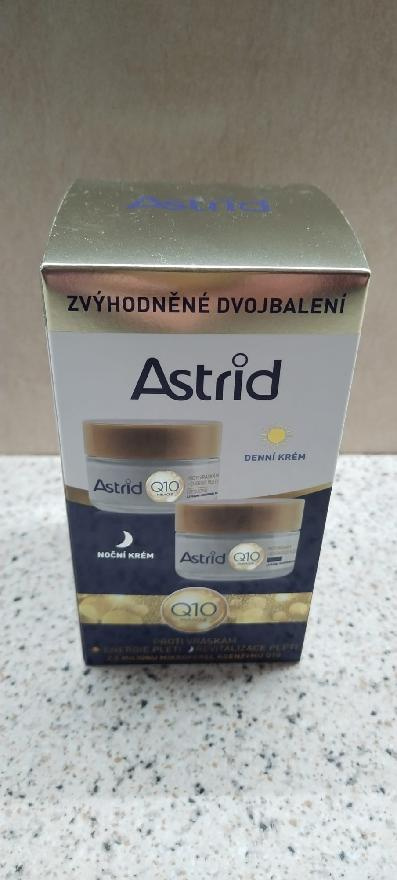 Astrid
ZVÝHODNĚNÉ DVOJBALENÍ
Astrid
DENNÍ KRÉM
Astrid Q10
NOČNÍ KRÉM
Astrid Q10
Q10
PROTI VRÁSKÁM
ENERGIE PLETI REVITALIZACE PLETI